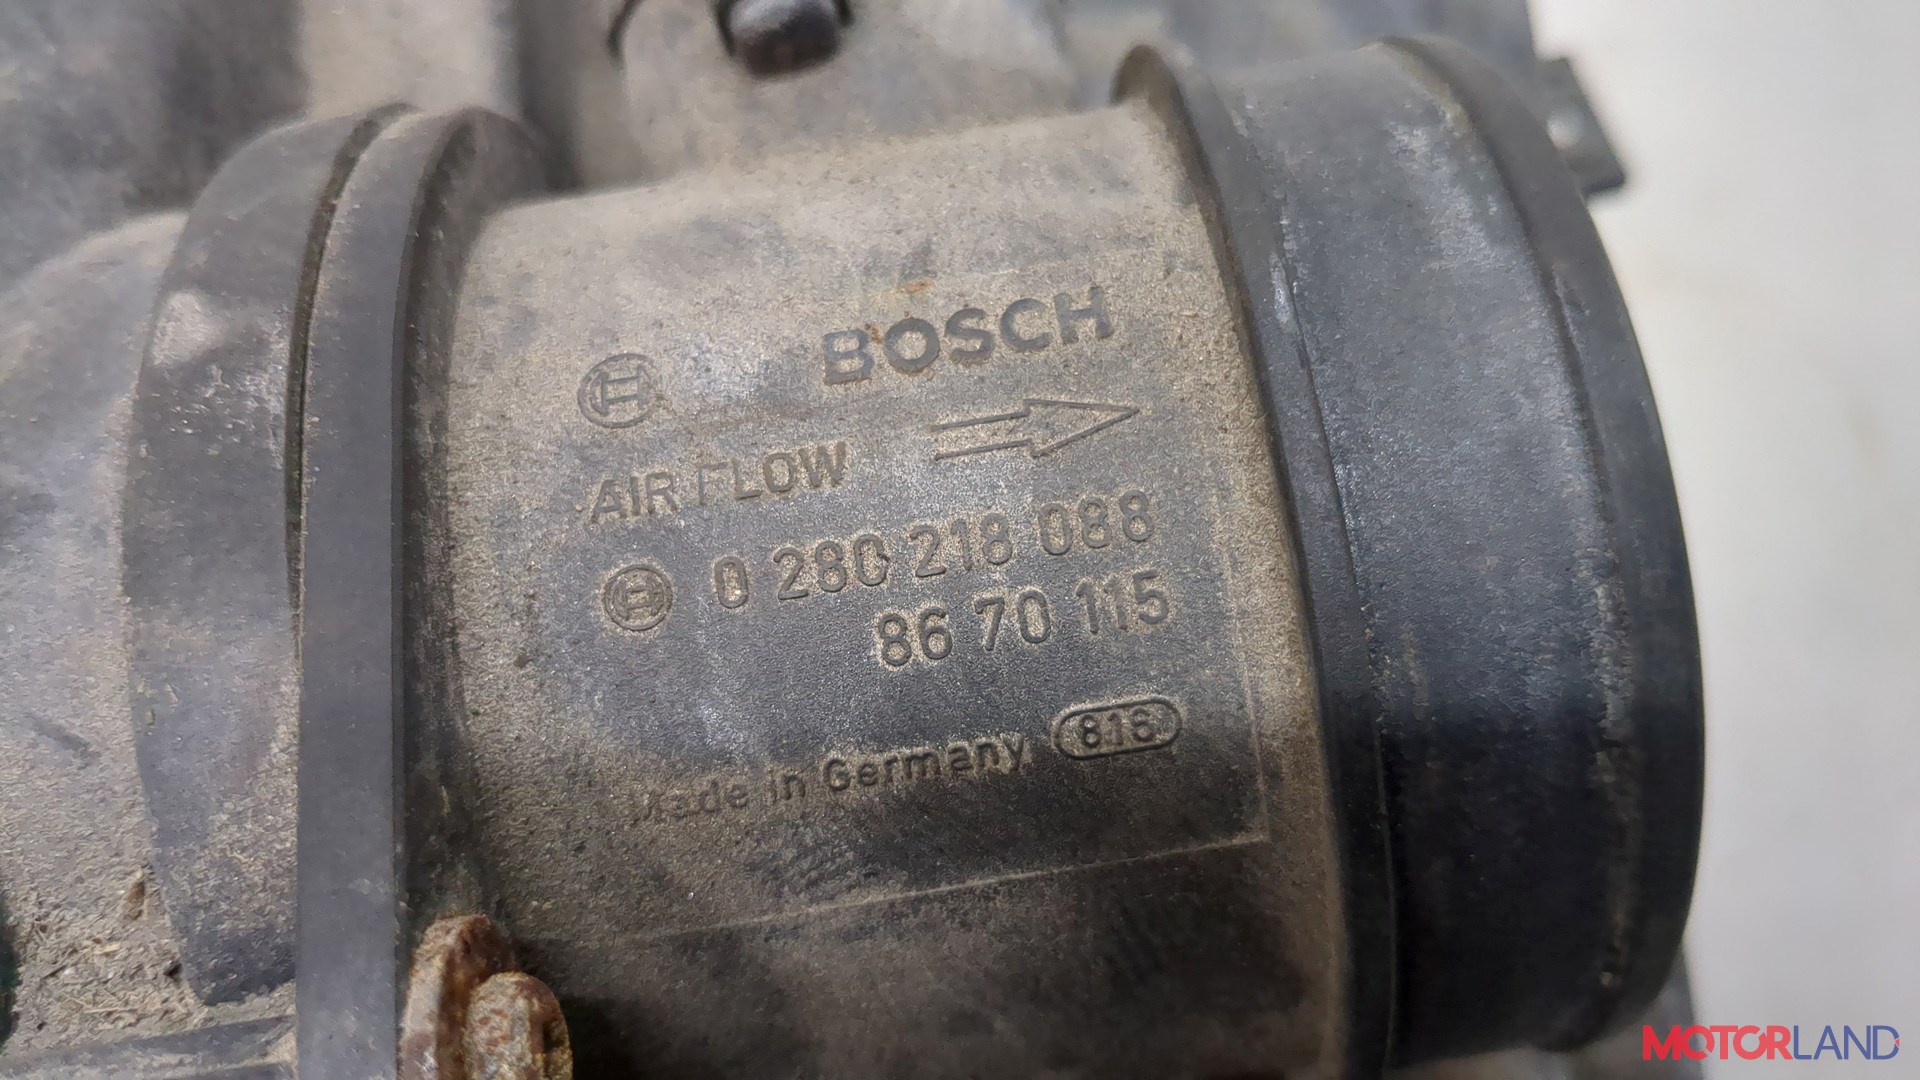 BOSCH
AIR FLOW
0 280 218 088
86 70 115
Made in Germany 816
MOTORLAND